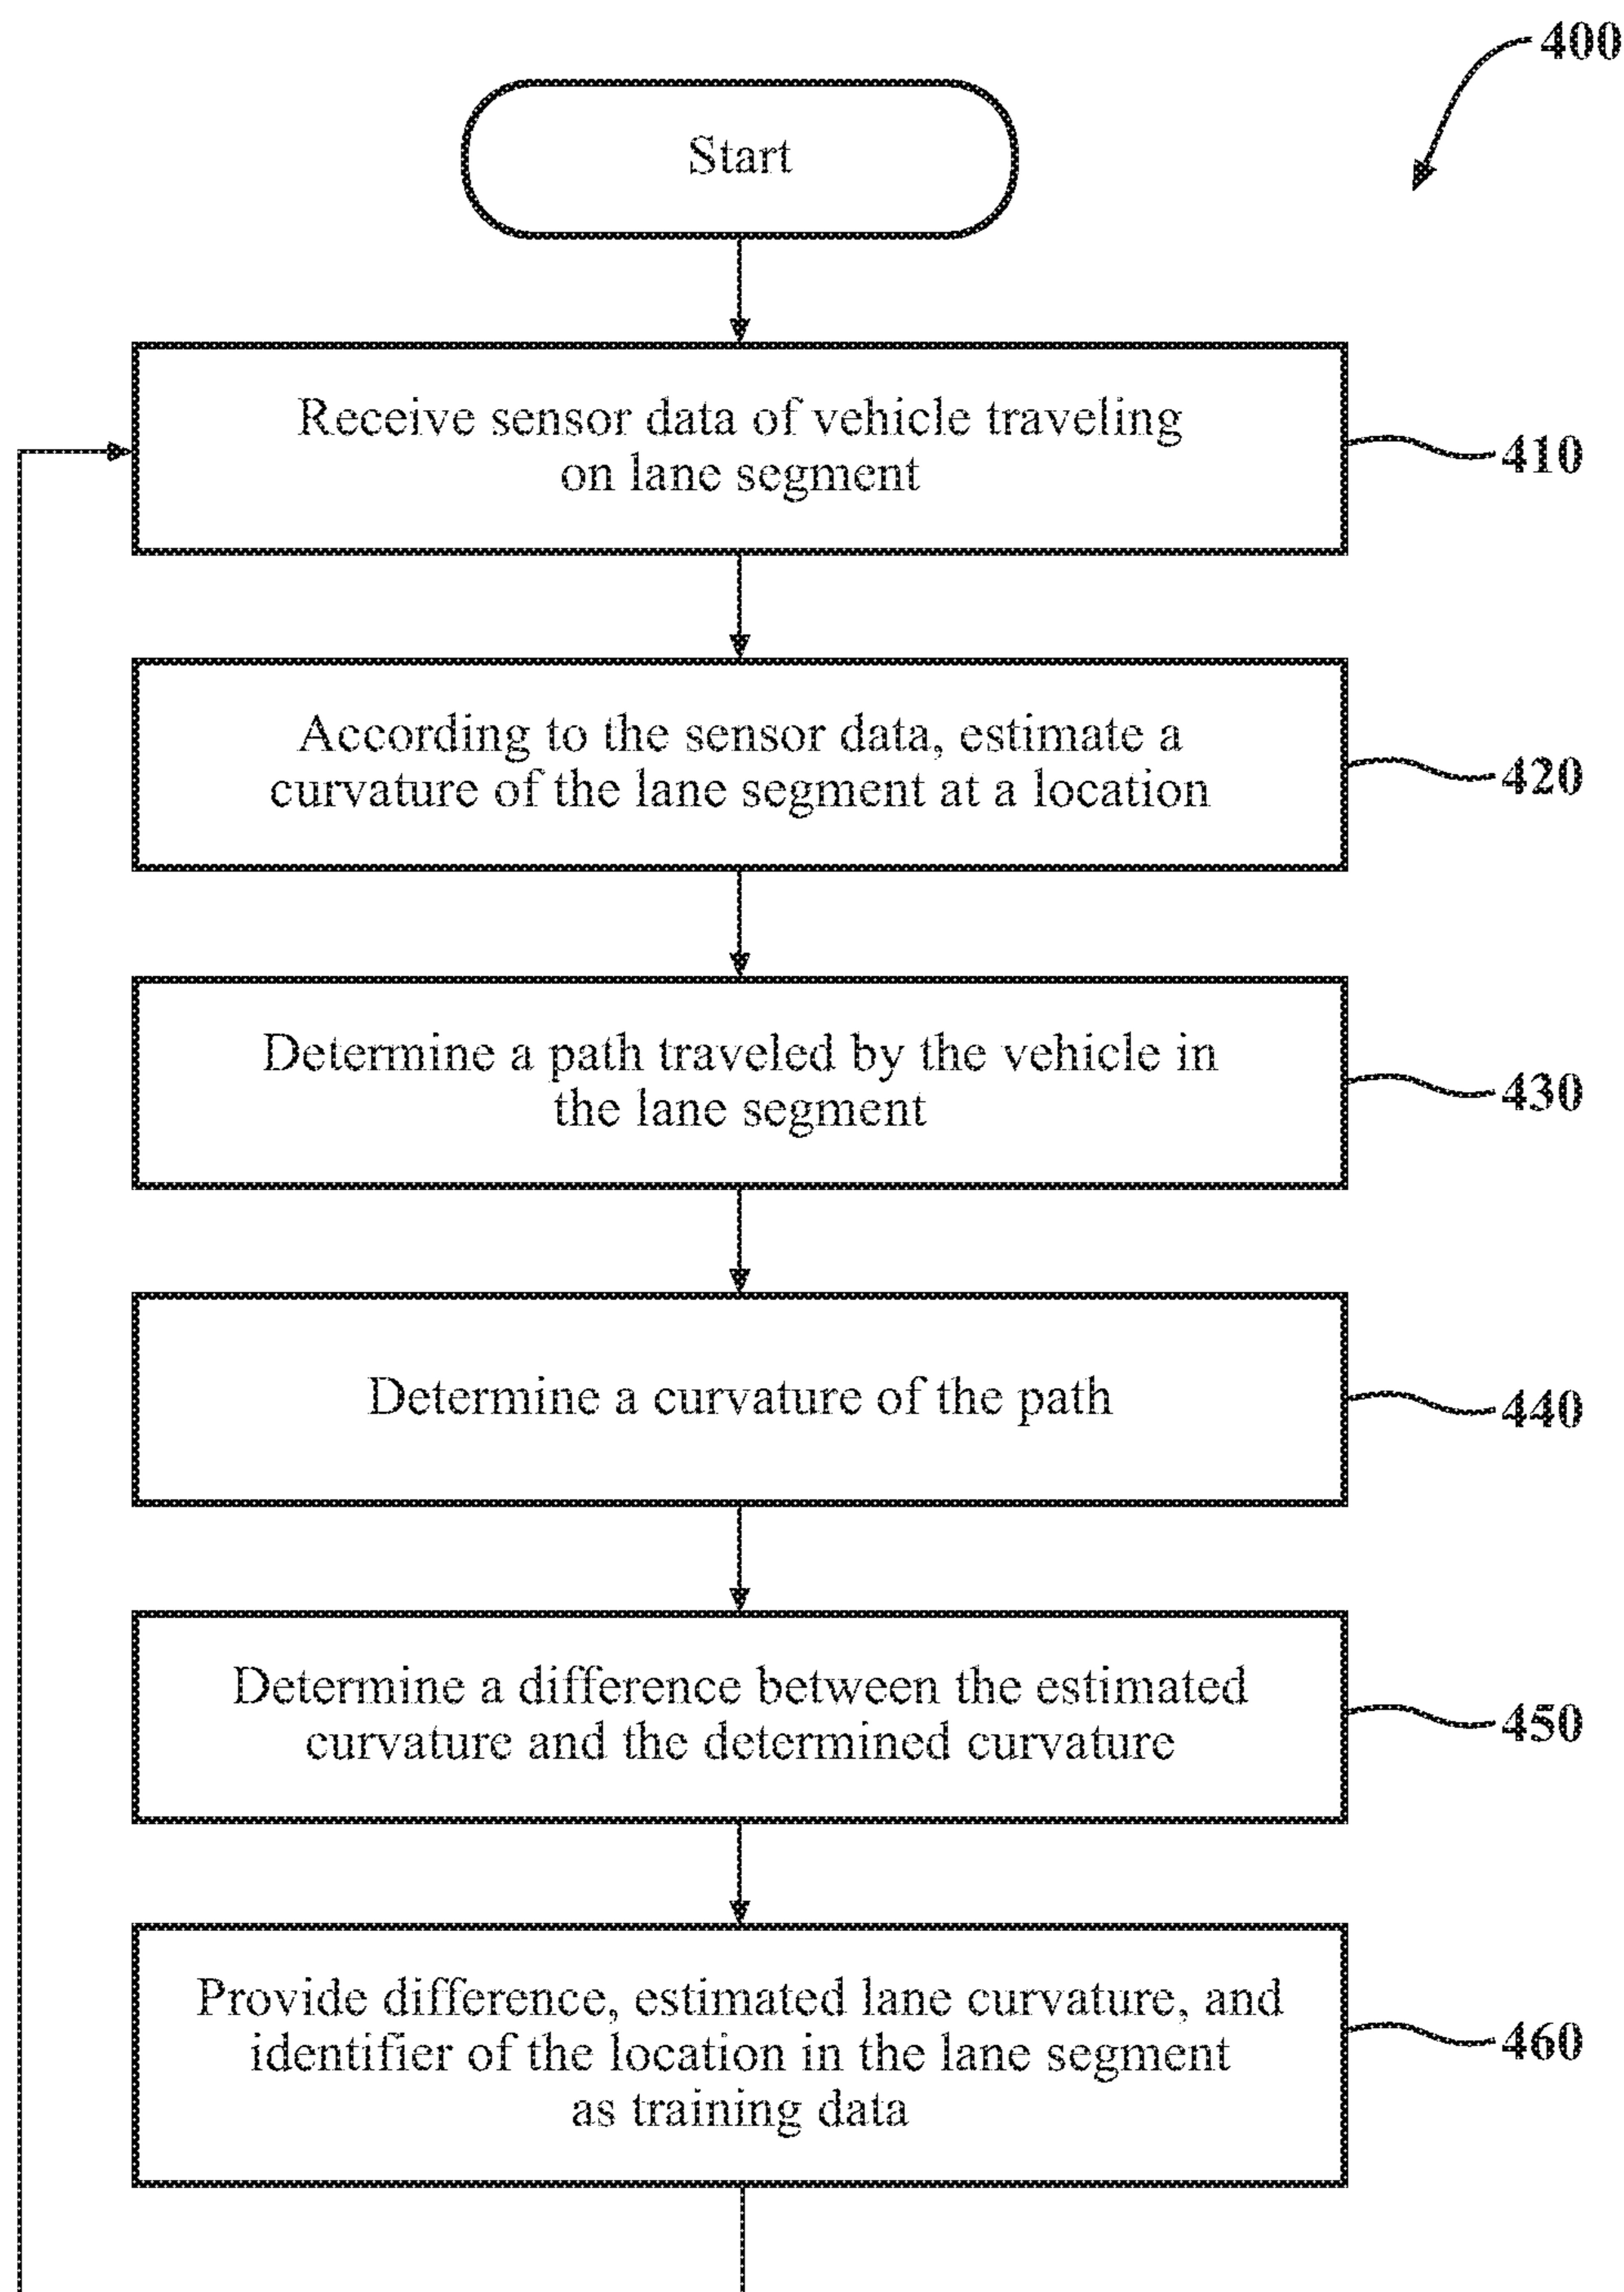 400
Start
Receive sensor data of vehicle traveling
on lane segment
410
According to the sensor data, estimate a
curvature of the lane segment at a location
420
Determine a path traveled by the vehicle in
the lane segment
430
Determine a curvature of the path
440
Determine a difference between the estimated
curvature and the determined curvature
450
Provide difference, estimated lane curvature, and
identifier of the location in the lane segment
as training data
460